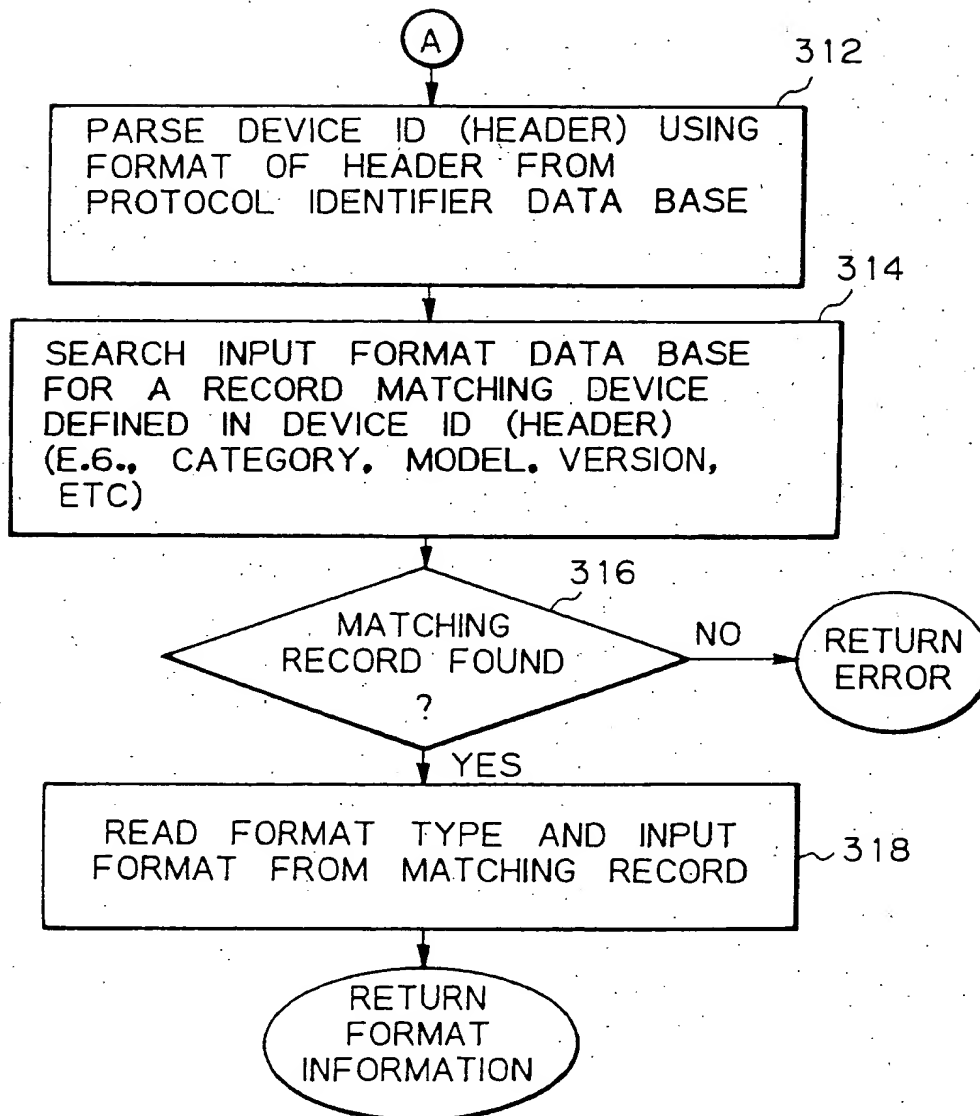 A
312
PARSE DEVICE ID (HEADER) USING
FORMAT OF HEADER FROM
PROTOCOL IDENTIFIER DATA BASE
314
SEARCH INPUT FORMAT DATA BASE
FOR A RECORD MATCHING DEVICE
DEFINED IN DEVICE ID (HEADER)
(E.6., CATEGORY, MODEL, VERSION,
ETC)
316
MATCHING
RECORD FOUND
?
NO
RETURN
ERROR
YES
READ FORMAT TYPE AND INPUT
FORMAT FROM MATCHING RECORD
318
RETURN
FORMAT
INFORMATION